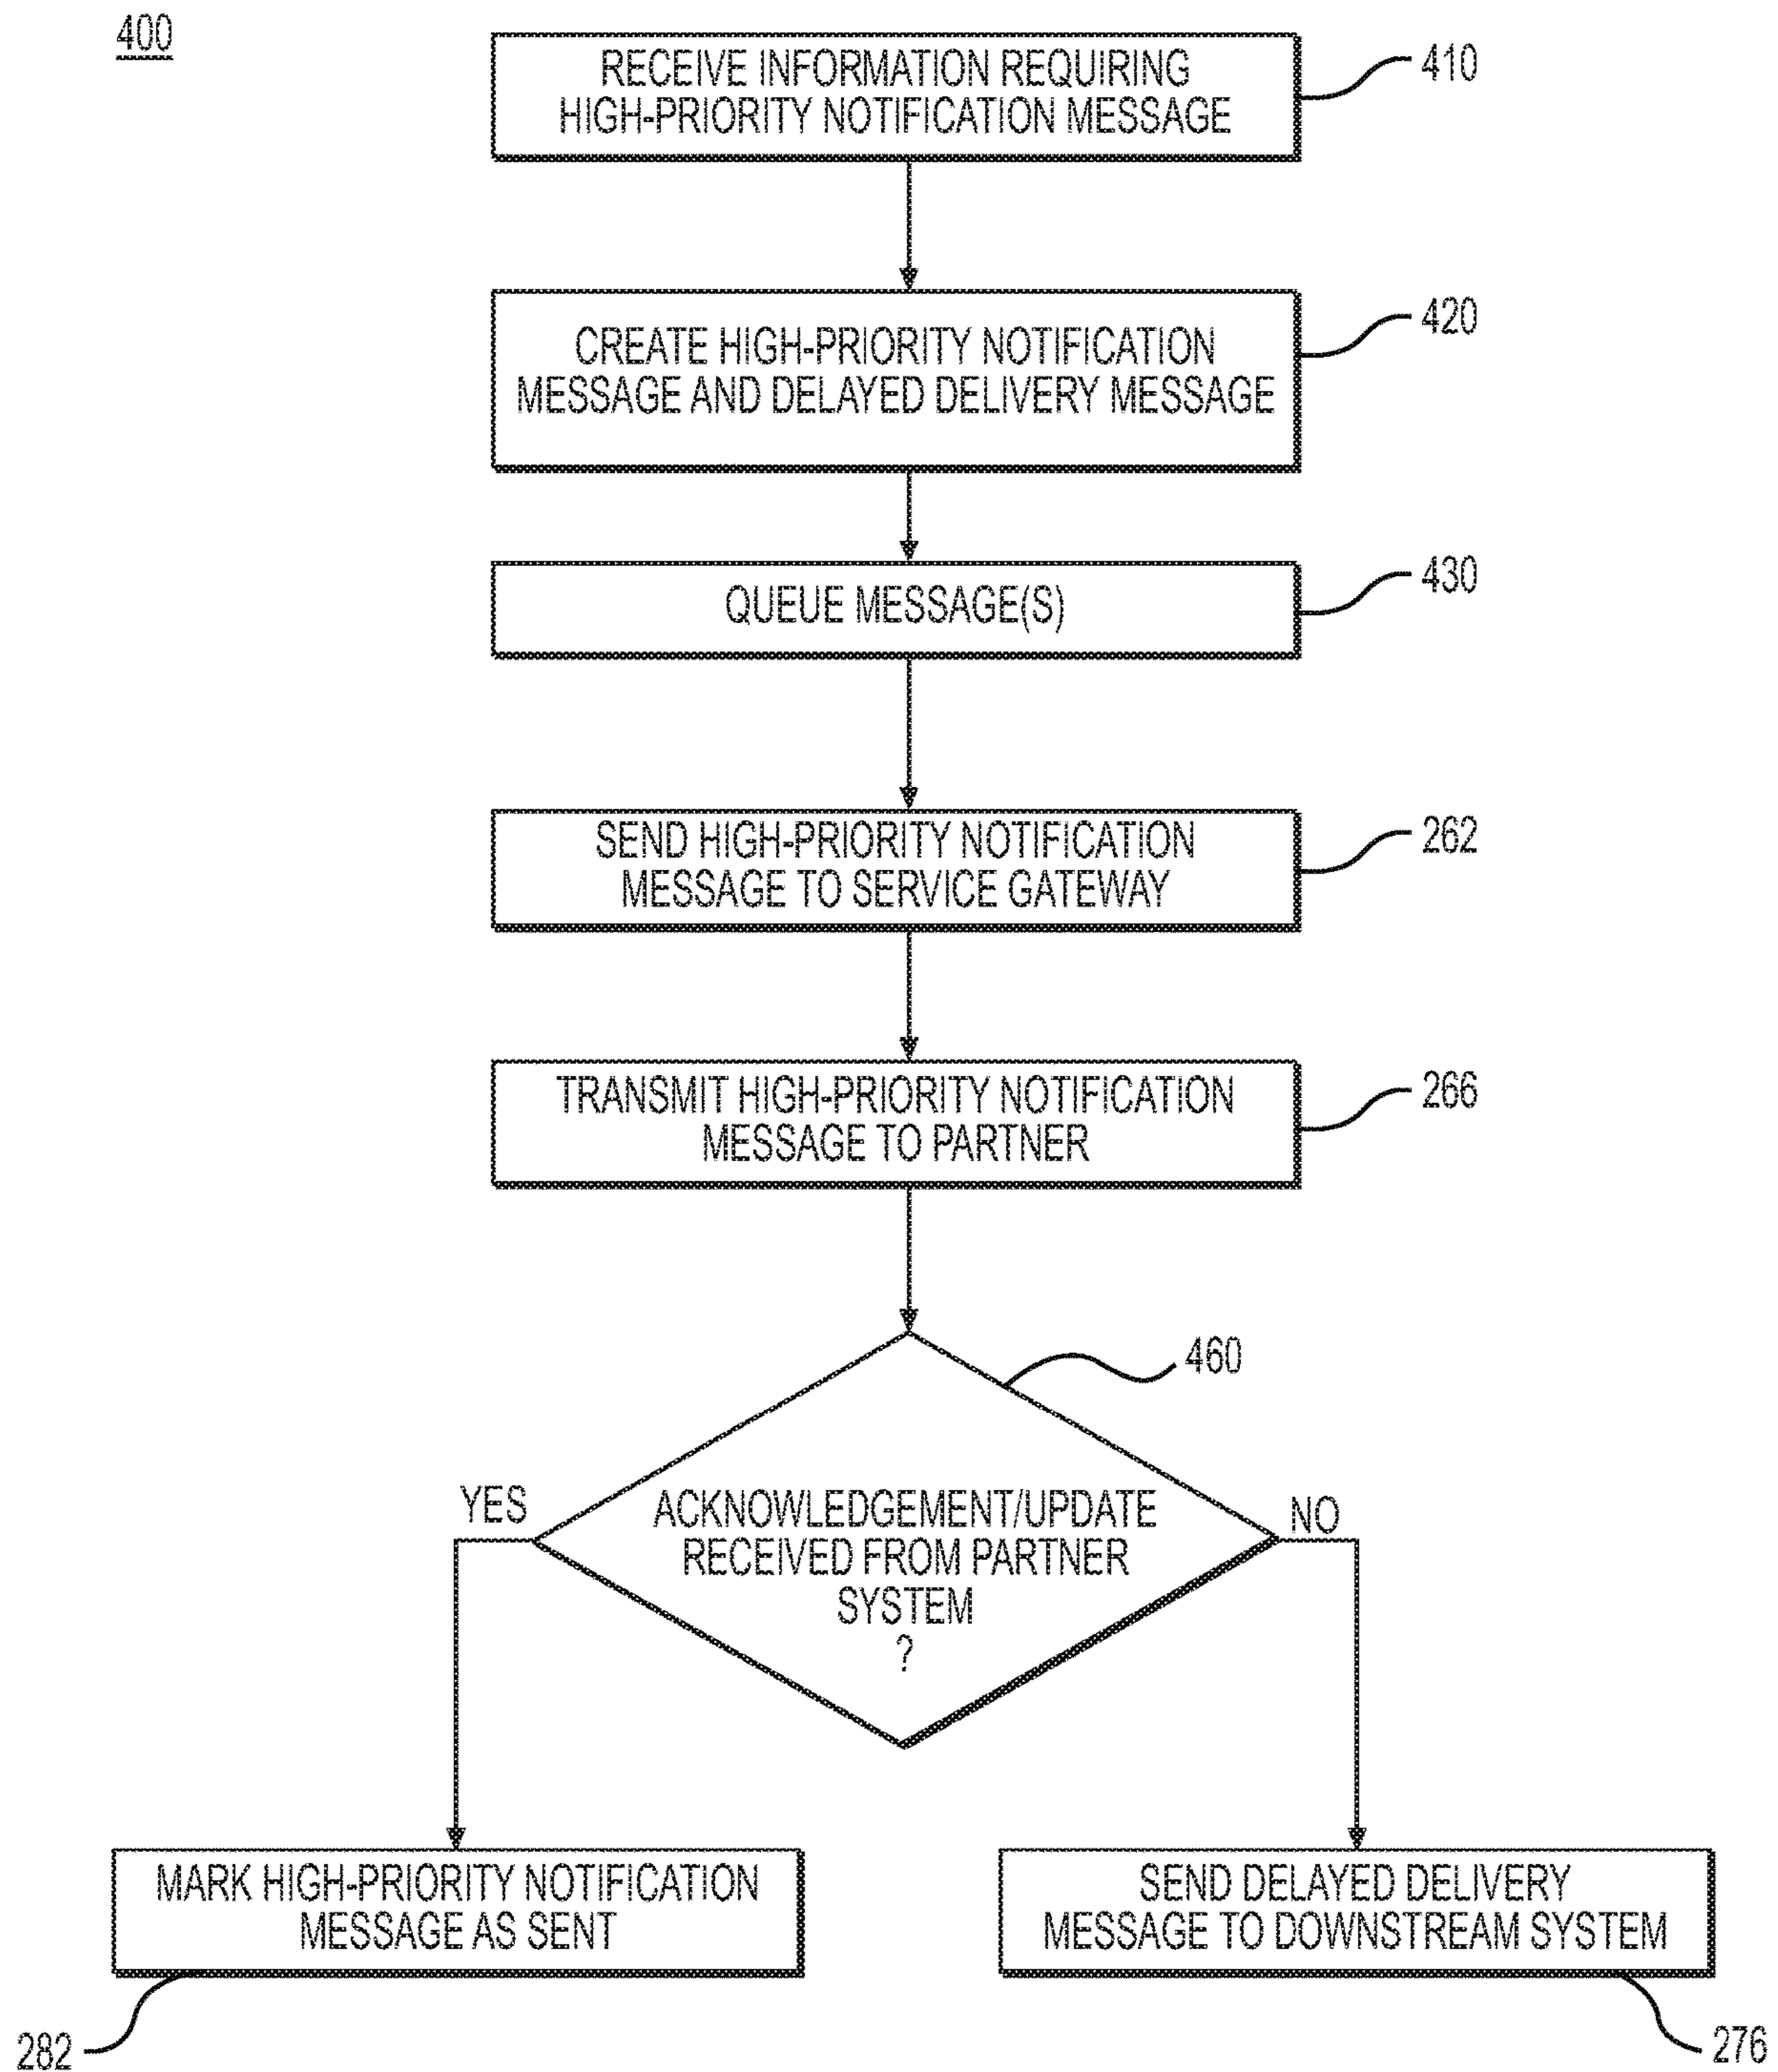 400
RECEIVE INFORMATION REQUIRING
HIGH-PRIORITY NOTIFICATION MESSAGE
410
CREATE HIGH-PRIORITY NOTIFICATION
MESSAGE AND DELAYED DELIVERY MESSAGE
420
QUEUE MESSAGE(S)
430
SEND HIGH-PRIORITY NOTIFICATION
MESSAGE TO SERVICE GATEWAY
262
TRANSMIT HIGH-PRIORITY NOTIFICATION
MESSAGE TO PARTNER
266
460
YES
ACKNOWLEDGEMENT/UPDATE
RECEIVED FROM PARTNER
SYSTEM
?
NO
MARK HIGH-PRIORITY NOTIFICATION
MESSAGE AS SENT
282
SEND DELAYED DELIVERY
MESSAGE TO DOWNSTREAM SYSTEM
276